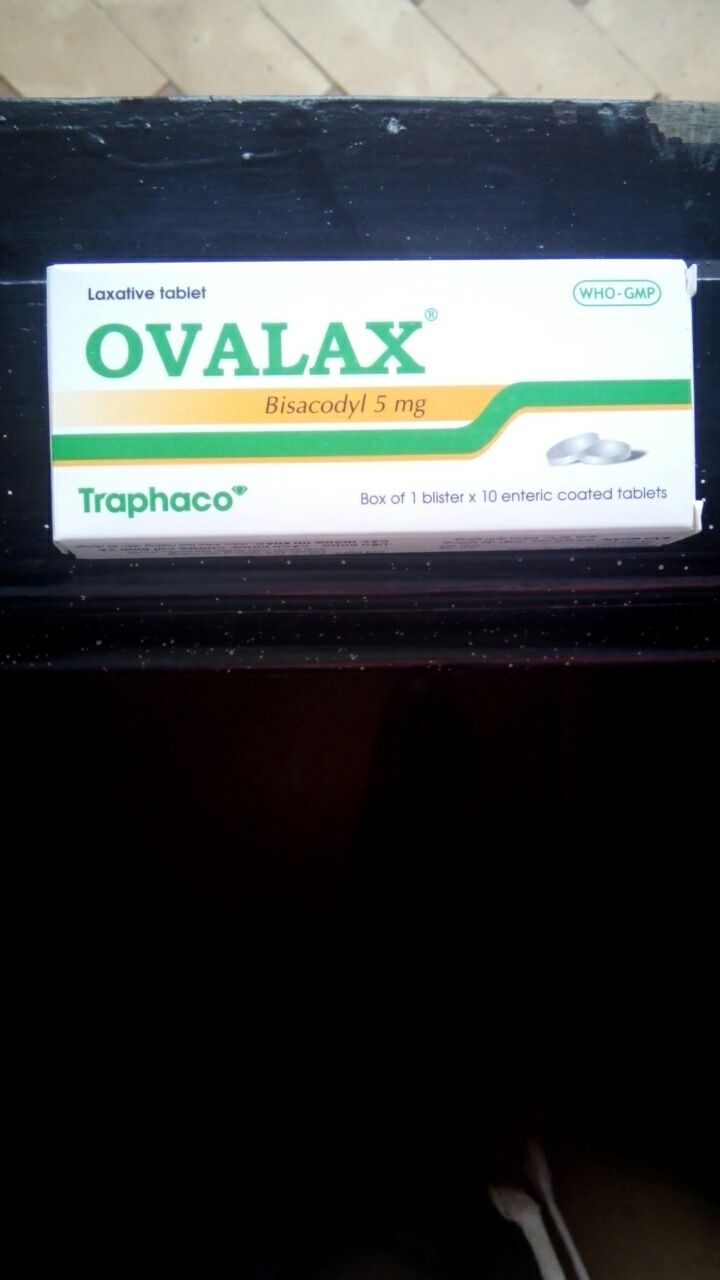 Laxative tablet
WHO-GMP
OVALAX®
Bisacodyl 5 mg
Traphaco
Box of 1 blister x 10 enteric coated tablets